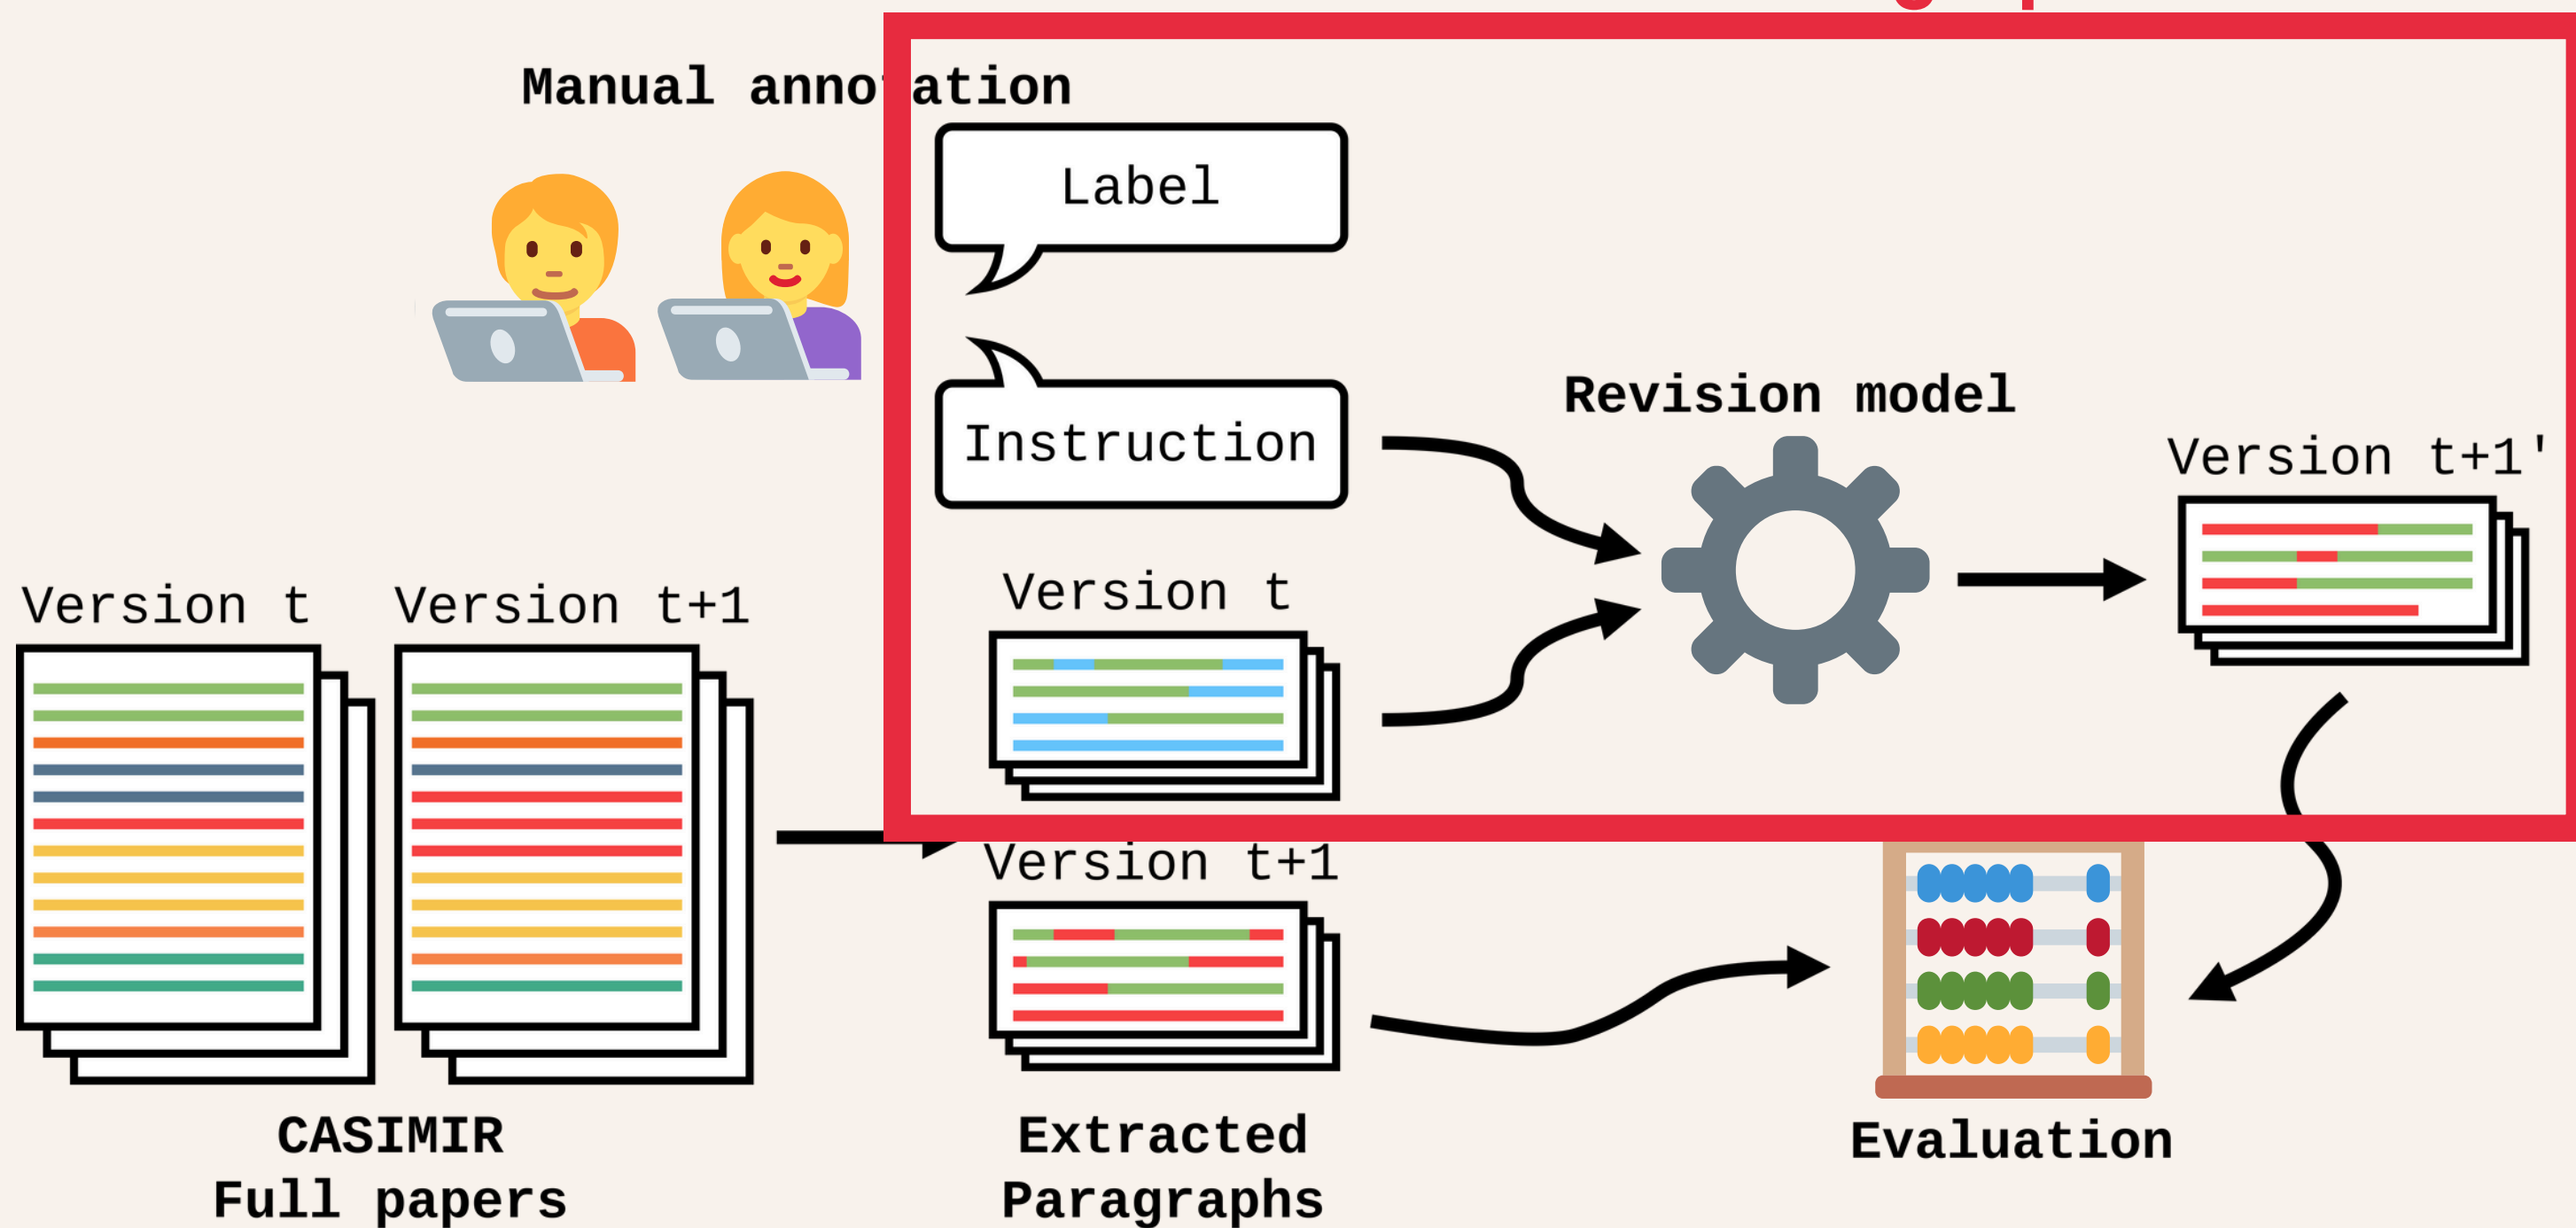 Manual annotation
Label
Instruction
Revision model
Version t+1'
Version t
Version t
Version t+1
Version t+1
CASIMIR
Full papers
Extracted
Paragraphs
Evaluation